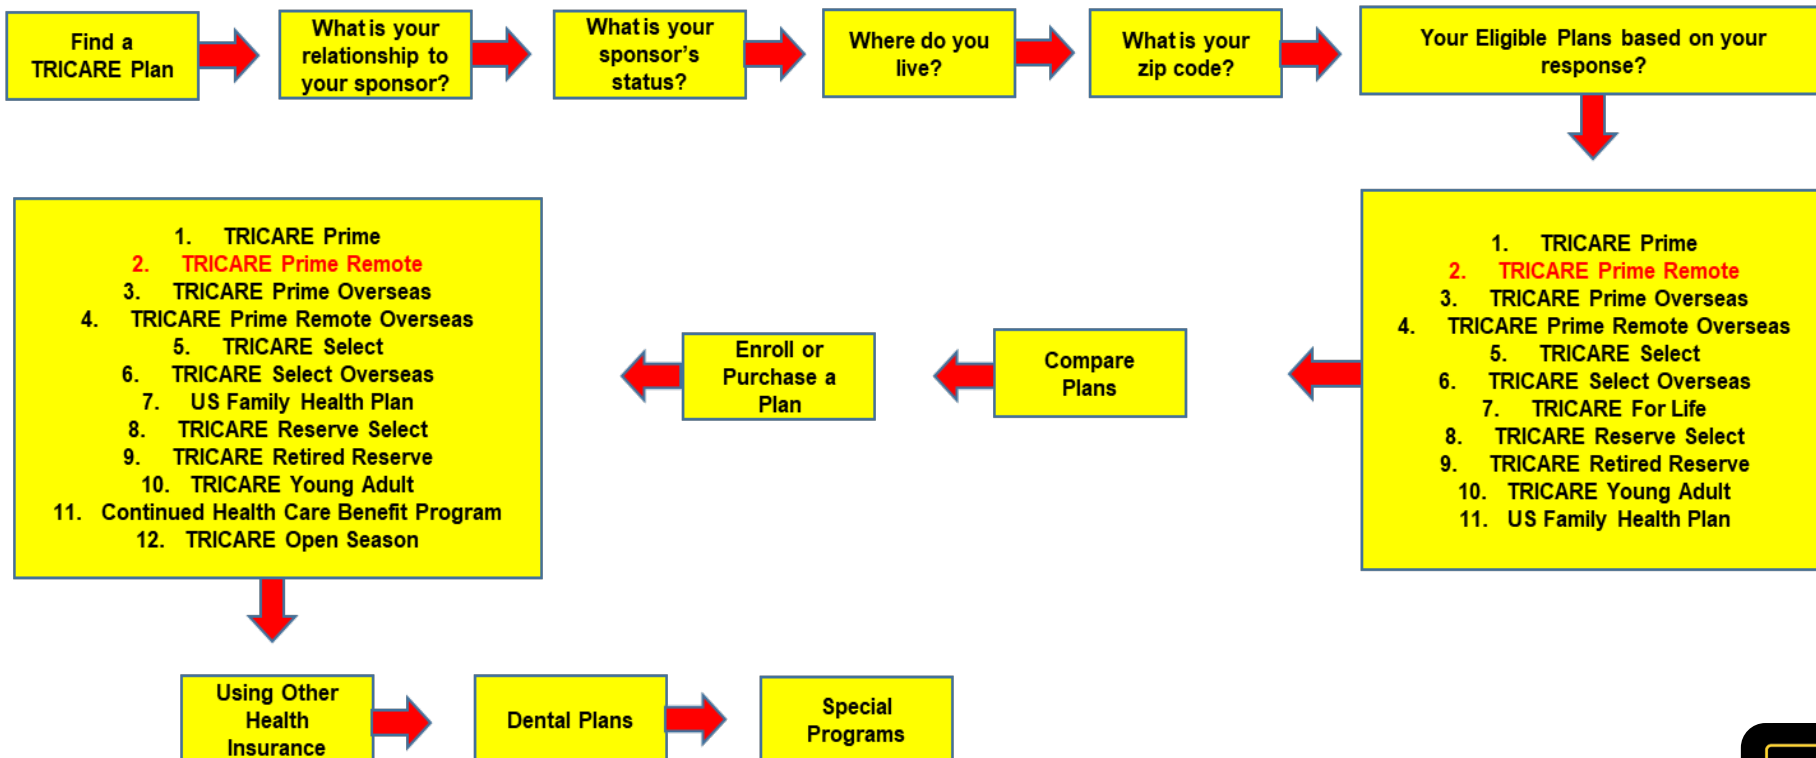 Find a
TRICARE Plan
What is your
relationship to
your sponsor?
What is your
sponsor's
status?
Where do you
live?
What is your
zip code?
Your Eligible Plans based on your
response?
1. TRICARE Prime
2. TRICARE Prime Remote
3. TRICARE Prime Overseas
4. TRICARE Prime Remote Overseas
5. TRICARE Select
6. TRICARE Select Overseas
7. TRICARE For Life
8. TRICARE Reserve Select
9. TRICARE Retired Reserve
10. TRICARE Young Adult
11. US Family Health Plan
Compare
Plans
Enroll or
Purchase a
Plan
1. TRICARE Prime
2. TRICARE Prime Remote
3. TRICARE Prime Overseas
4. TRICARE Prime Remote Overseas
5. TRICARE Select
6. TRICARE Select Overseas
7. US Family Health Plan
8. TRICARE Reserve Select
9. TRICARE Retired Reserve
10. TRICARE Young Adult
11. Continued Health Care Benefit Program
12. TRICARE Open Season
Using Other
Health
Insurance
Dental Plans
Special
Programs